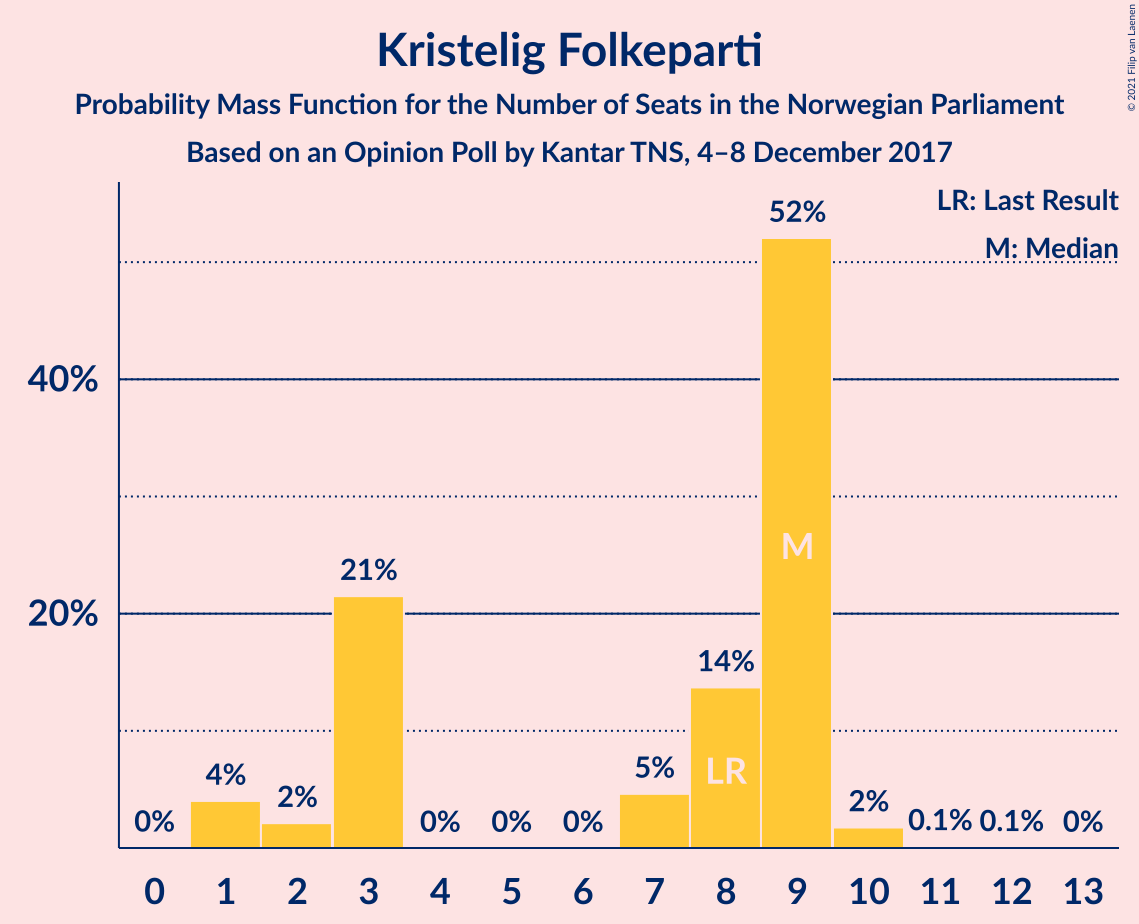 © 2021 Filip van Laenen
Kristelig Folkeparti
Probability Mass Function for the Number of Seats in the Norwegian Parliament
Based on an Opinion Poll by Kantar TNS, 4–8 December 2017
LR: Last Result
M: Median
40%
20%
0%
4%
2%
21%
0%
0%
0%
5%
14%
52%
2%
0.1%
0.1%
0%
LR
M
0 1 2 3 4 5 6 7 8 9 10 11 12 13